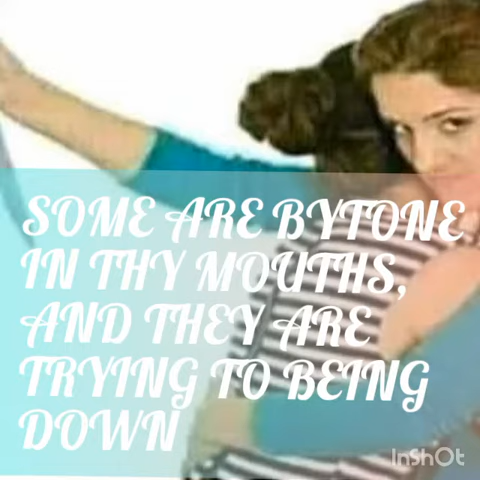 SOME ARE BYTONE
IN THY MOUTHS,
AND THEY ARE
TRYING TO BEING
DOWN
InShOt